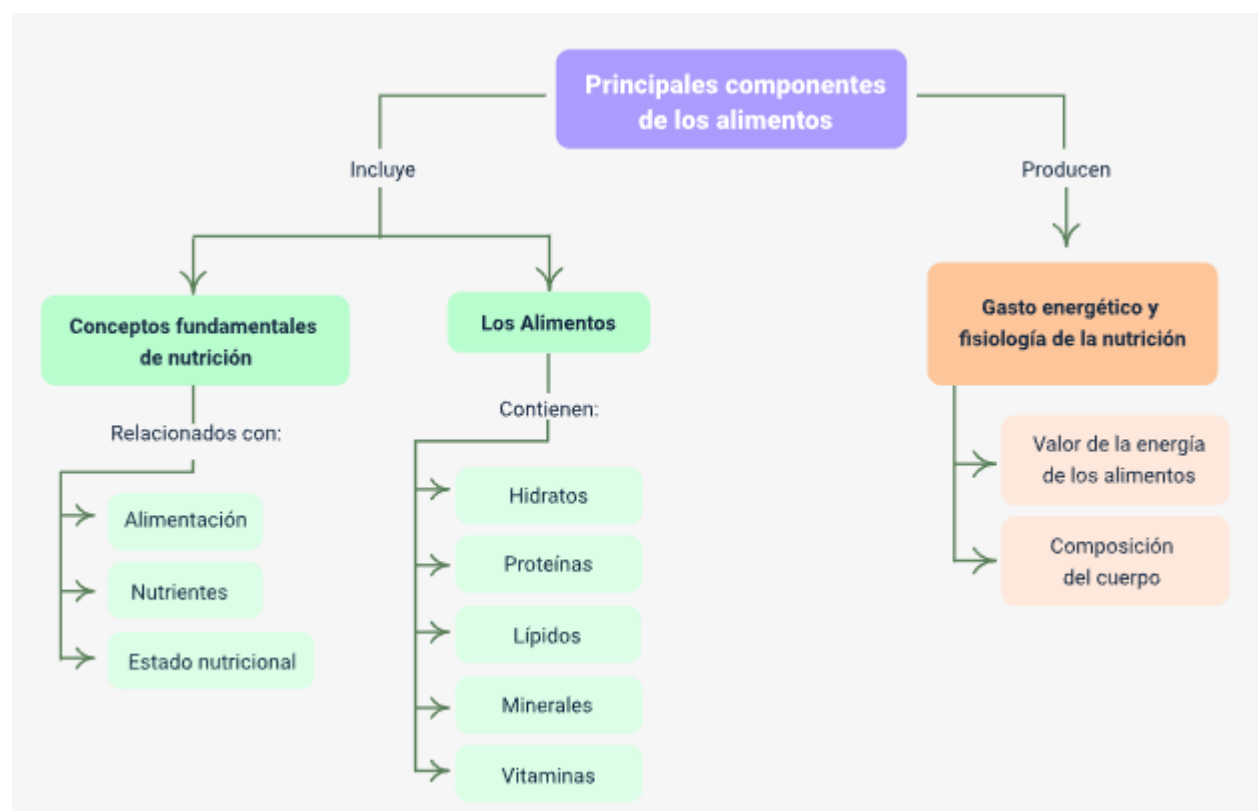 Principales componentes
de los alimentos
Incluye
Producen
Conceptos fundamentales
de nutrición
Relacionados con:
Alimentación
Nutrientes
Estado nutricional
Los Alimentos
Contienen:
Hidratos
Proteínas
Lípidos
Minerales
Vitaminas
Gasto energético y
fisiología de la nutrición
Valor de la energía
de los alimentos
Composición
del cuerpo